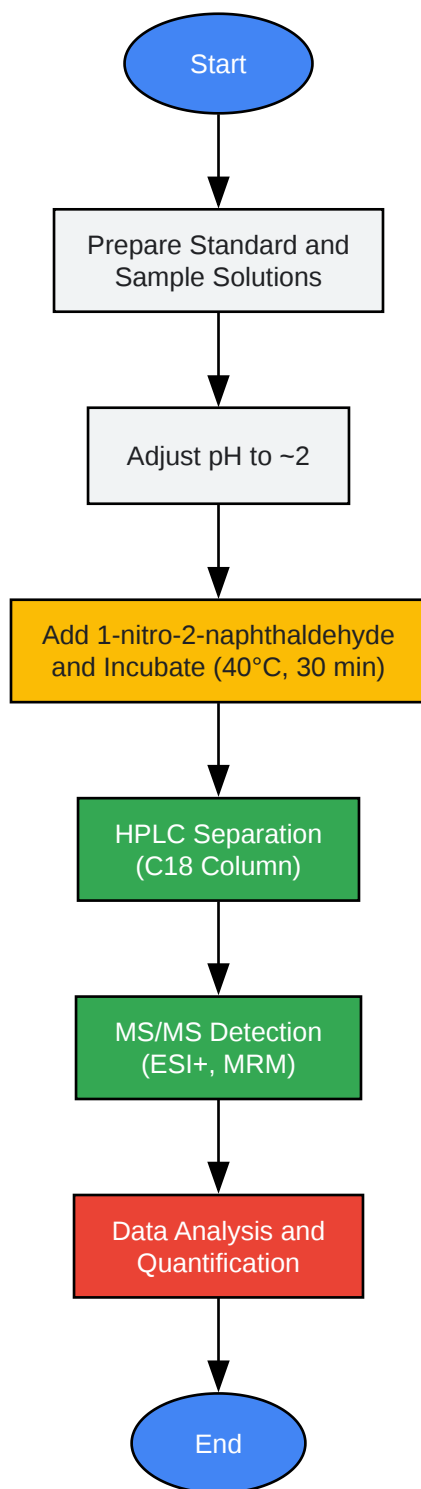 Start
Prepare Standard and
Sample Solutions
Adjust pH to ~2
Add 1-nitro-2-naphthaldehyde
and Incubate (40°C, 30 min)
HPLC Separation
(C18 Column)
MS/MS Detection
(ESI+, MRM)
Data Analysis and
Quantification
End